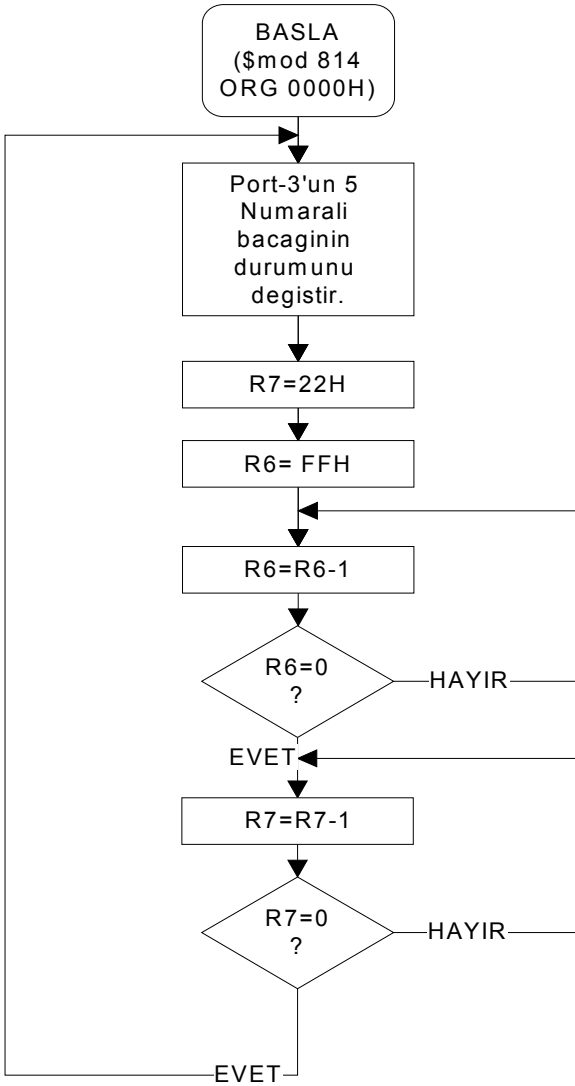 BASLA
($mod 814
ORG 0000H)
Port-3'un 5
Numarali
bacaginin
durumunu
degistir.
R7=22H
R6= FFH
R6=R6-1
R6=0
?
HAYIR
EVET
R7=R7-1
R7=0
?
HAYIR
EVET